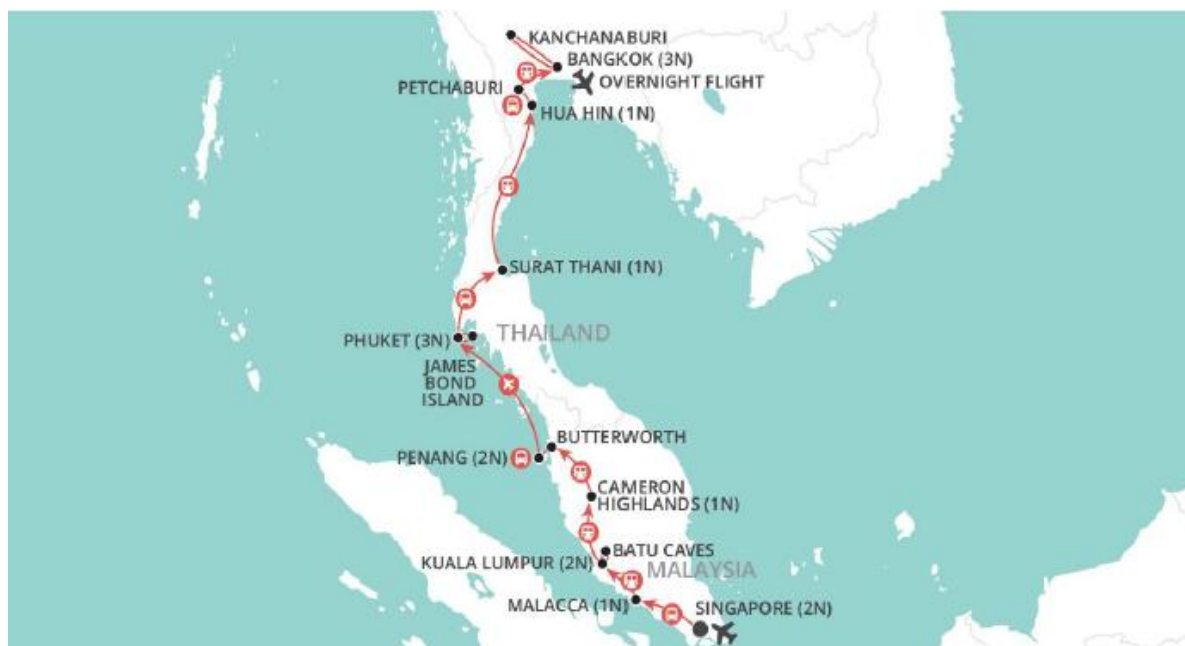 KANCHANABURI
BANGKOK (3N)
OVERNIGHT FLIGHT
PETCHABURI
HUA HIN (1N)
SURAT THANI (1N)
THAILAND
PHUKET (3N)
JAMES
BOND
ISLAND
BUTTERWORTH
PENANG (2N)
CAMERON
HIGHLANDS (1N)
BATU CAVES
KUALA LUMPUR (2N)
MALAYSIA
MALACCA (1N)
SINGAPORE (2N)